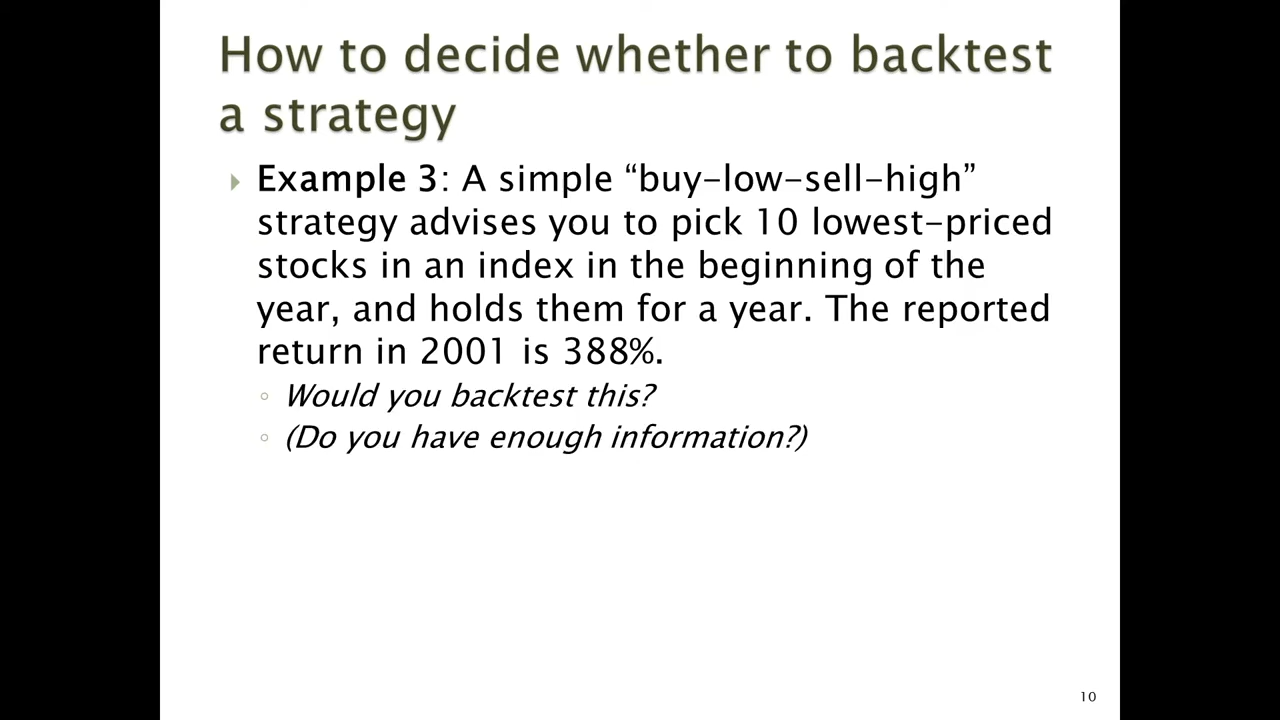 How to decide whether to backtest
a strategy
Example 3: A simple “buy-low-sell-high”
strategy advises you to pick 10 lowest-priced
stocks in an index in the beginning of the
year, and holds them for a year. The reported
return in 2001 is 388%.
Would you backtest this?
(Do you have enough information?)
10